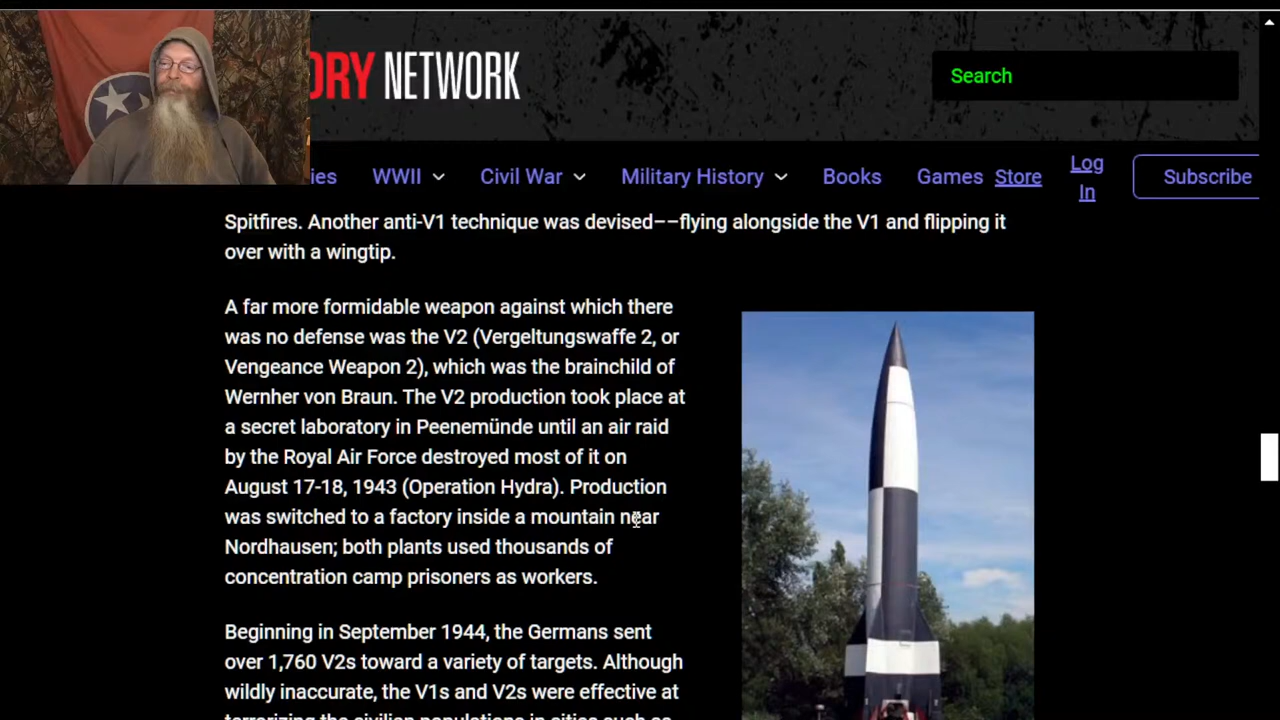 ORY NETWORK
Search
ies WWII Civil War Military History Books Games Store Log In Subscribe
Spitfires. Another anti-V1 technique was devised––flying alongside the V1 and flipping it
over with a wingtip.
A far more formidable weapon against which there
was no defense was the V2 (Vergeltungswaffe 2, or
Vengeance Weapon 2), which was the brainchild of
Wernher von Braun. The V2 production took place at
a secret laboratory in Peenemünde until an air raid
by the Royal Air Force destroyed most of it on
August 17-18, 1943 (Operation Hydra). Production
was switched to a factory inside a mountain near
Nordhausen; both plants used thousands of
concentration camp prisoners as workers.
Beginning in September 1944, the Germans sent
over 1,760 V2s toward a variety of targets. Although
wildly inaccurate, the V1s and V2s were effective at